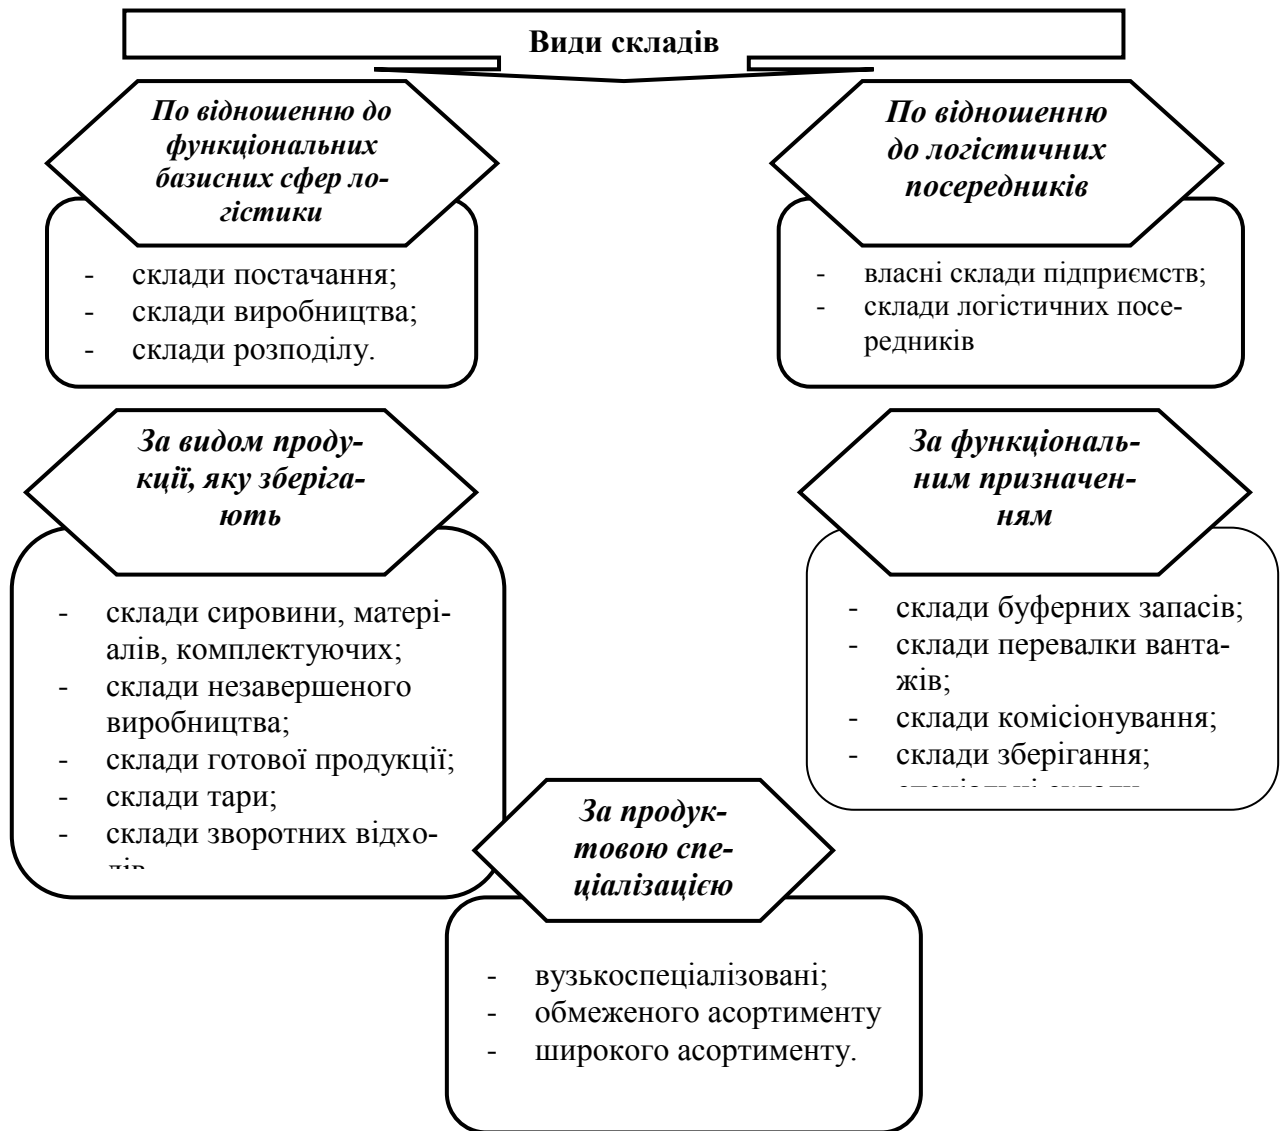 Види складів
По відношенню до
функціональних
базисних сфер ло-
гістики
- склади постачання;
- склади виробництва;
- склади розподілу.
По відношенню
до логістичних
посередників
- власні склади підприємств;
- склади логістичних посе-
редників
За видом проду-
кції, яку зберіга-
ють
- склади сировини, матері-
алів, комплектуючих;
- склади незавершеного
виробництва;
- склади готової продукції;
- склади тари;
- склади зворотних відхо-
За функціональ-
ним призначен-
ням
- склади буферних запасів;
- склади перевалки ванта-
жів;
- склади комісіонування;
- склади зберігання;
За продук-
товою спе-
ціалізацією
- вузькоспеціалізовані;
- обмеженого асортименту
- широкого асортименту.